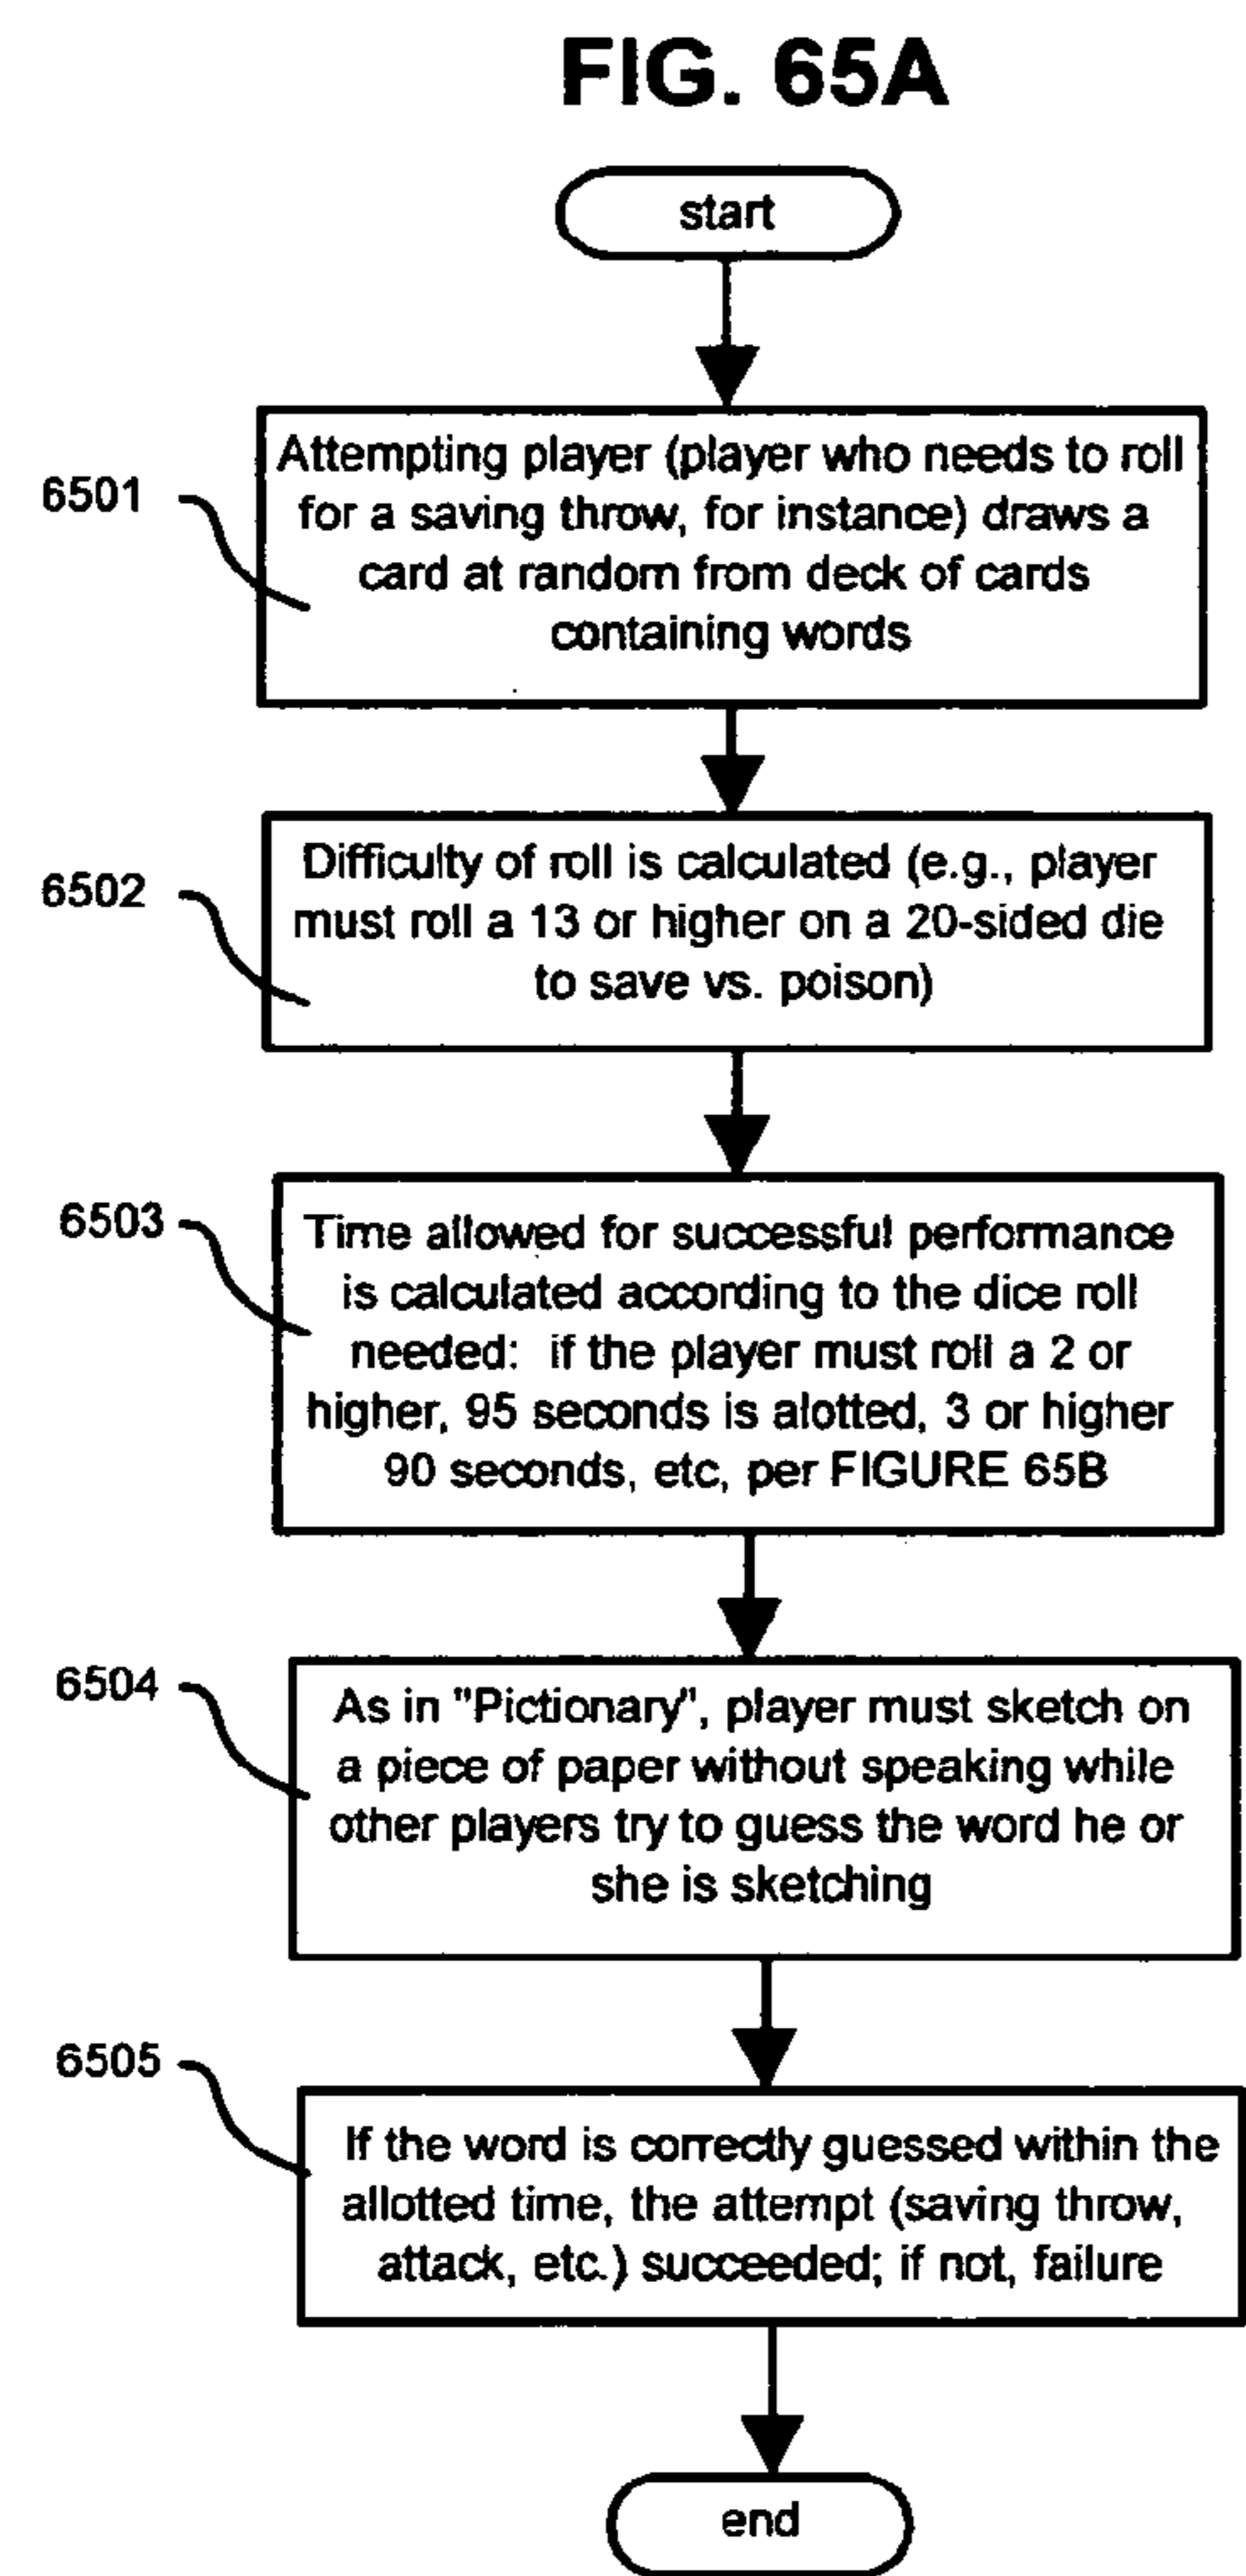 FIG. 65A
start
6501
Attempting player (player who needs to roll
for a saving throw, for instance) draws a
card at random from deck of cards
containing words
6502
Difficulty of roll is calculated (e.g., player
must roll a 13 or higher on a 20-sided die
to save vs. poison)
6503
Time allowed for successful performance
is calculated according to the dice roll
needed: if the player must roll a 2 or
higher, 95 seconds is alotted, 3 or higher
90 seconds, etc, per FIGURE 65B
6504
As in "Pictionary", player must sketch on
a piece of paper without speaking while
other players try to guess the word he or
she is sketching
6505
If the word is correctly guessed within the
allotted time, the attempt (saving throw,
attack, etc.) succeeded; if not, failure
end